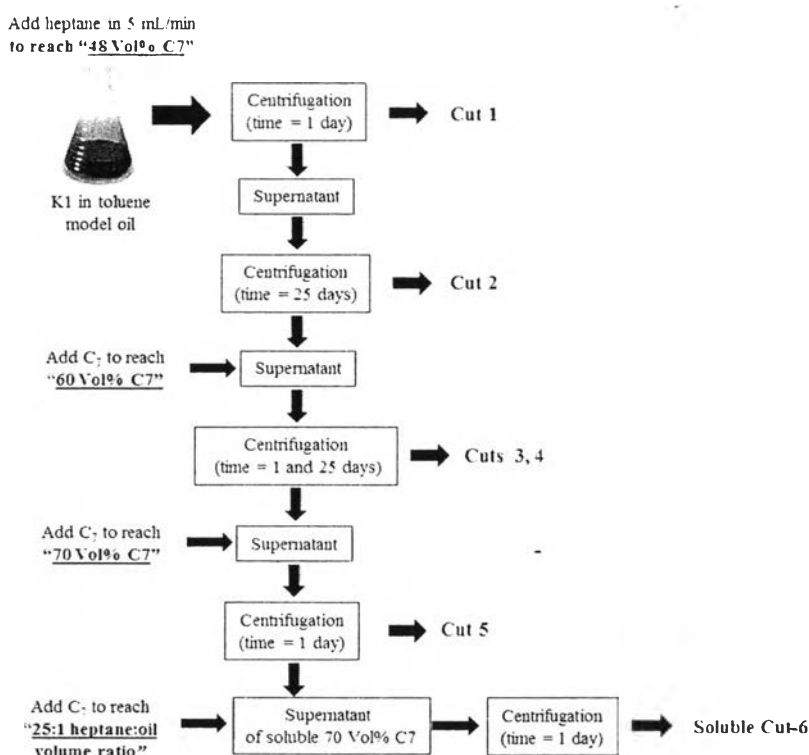 Add heptane in 5 mL/min
to reach "48 Vol% C7"
Centrifugation
(time = 1 day)
Cut 1
K1 in toluene
model oil
Supernatant
Centrifugation
(time = 25 days)
Cut 2
Add C₇ to reach
"60 Vol% C7"
Supernatant
Centrifugation
(time = 1 and 25 days)
Cuts 3, 4
Add C₇ to reach
"70 Vol% C7"
Supernatant
Centrifugation
(time = 1 day)
Cut 5
Add C₇ to reach
"25:1 heptane:oil
volume ratio"
Supernatant
of soluble 70 Vol% C7
Centrifugation
(time = 1 day)
Soluble Cut-6